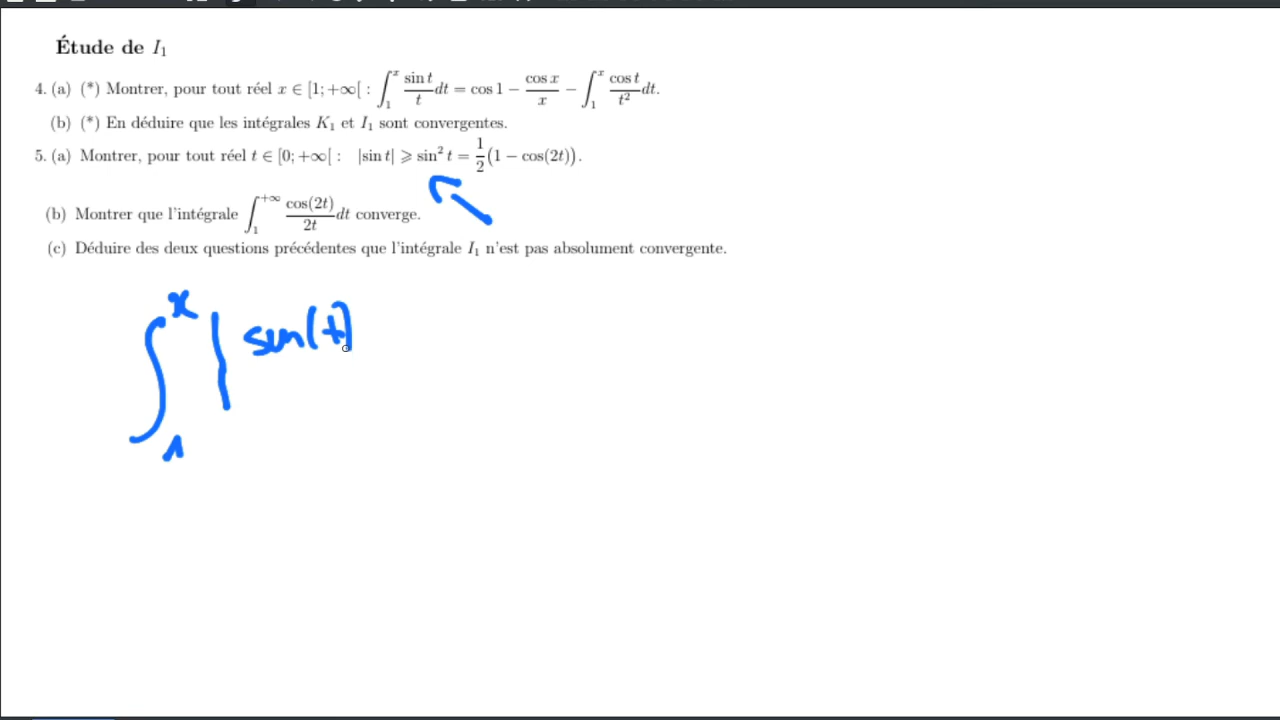 Étude de I₁
4. (a) (*) Montrer, pour tout réel x ∈ [1; +∞[ : ∫₁ˣ sin t / t dt = cos 1 − cos x / x − ∫₁ˣ cos t / t² dt.
(b) (*) En déduire que les intégrales K₁ et I₁ sont convergentes.
5. (a) Montrer, pour tout réel t ∈ [0; +∞[ : |sin t| ⩾ sin² t = 1/2 (1 − cos(2t)).
(b) Montrer que l'intégrale ∫₁^{+∞} cos(2t) / 2t dt converge.
(c) Déduire des deux questions précédentes que l'intégrale I₁ n'est pas absolument convergente.
∫₁ˣ | sin(t)